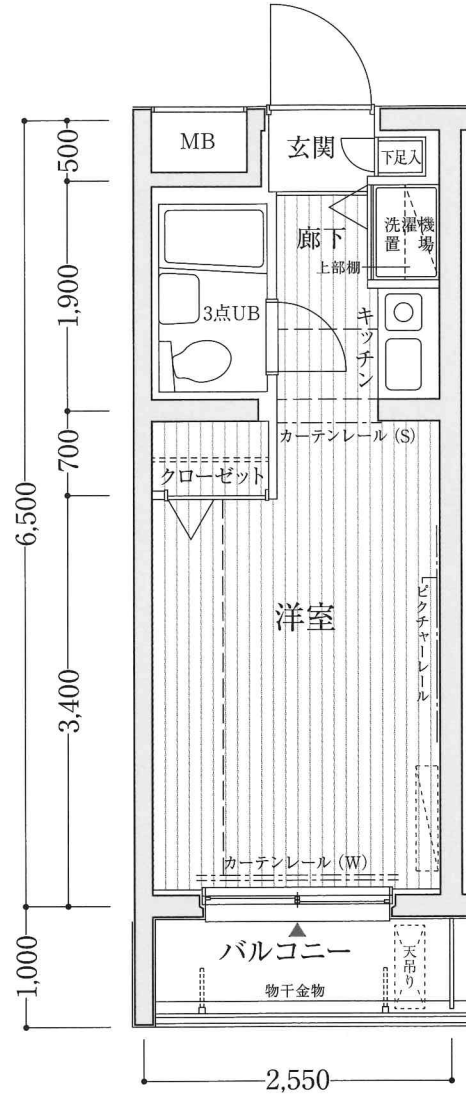 MB
玄関
下足入
500
廊下
洗濯機
置場
上部棚
1,900
3点UB
キッチン
カーテンレール (S)
700
クローゼット
6,500
洋室
ピクチャーレール
3,400
カーテンレール (W)
バルコニー
天吊り
1,000
物干金物
2,550